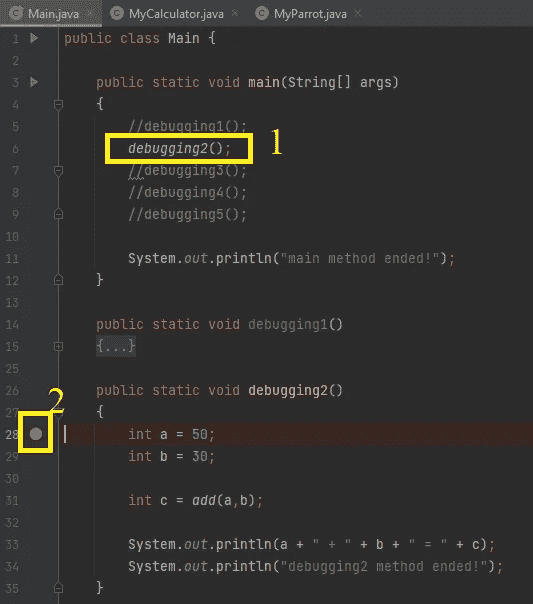 Main.java MyCalculator.java MyParrot.java
1 public class Main {
2
3 public static void main(String[] args)
4 {
5 //debugging1();
6 debugging2(); 1
7 //debugging3();
8 //debugging4();
9 //debugging5();
10
11 System.out.println("main method ended!");
12 }
13
14 public static void debugging1()
15 {...}
25
26 public static void debugging2()
2
27 {
28 int a = 50;
29 int b = 30;
30
31 int c = add(a,b);
32
33 System.out.println(a + " + " + b + " = " + c);
34 System.out.println("debugging2 method ended!");
35 }